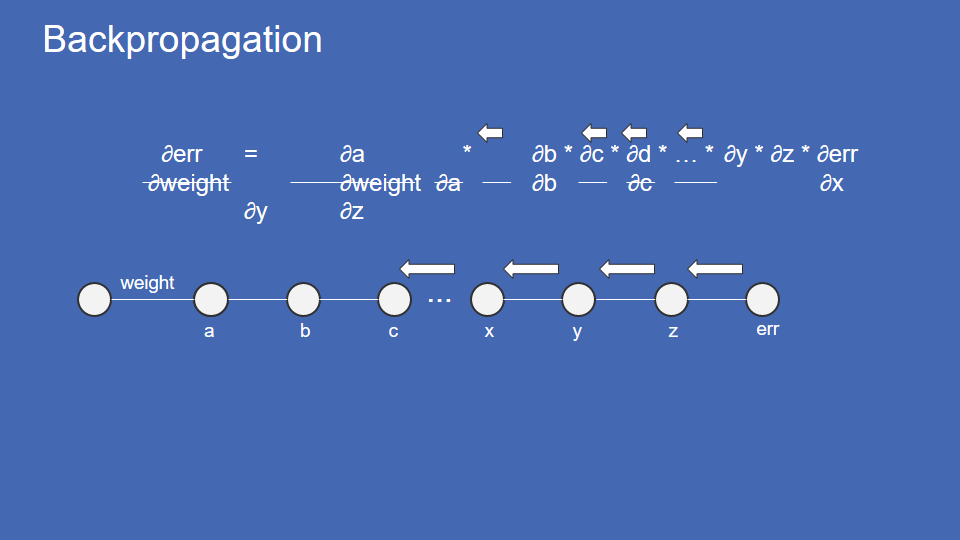 Backpropagation
∂err = ∂a * ∂b * ∂c * ∂d * … * ∂y * ∂z * ∂err
∂weight ∂weight ∂a ∂b ∂c ∂x
∂y ∂z
weight
...
a b c x y z err